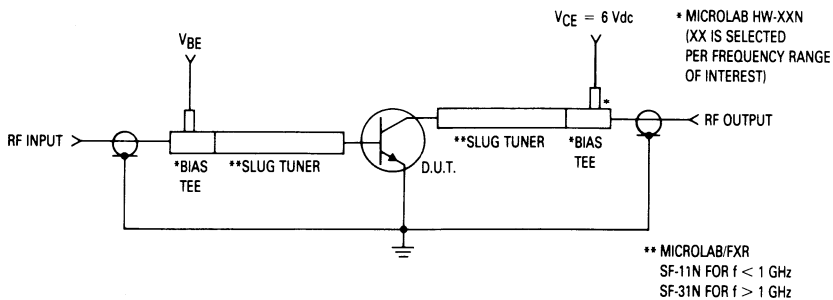 V_CE = 6 Vdc
* MICROLAB HW-XXN
(XX IS SELECTED
PER FREQUENCY RANGE
OF INTEREST)
V_BE
*
RF INPUT
RF OUTPUT
*BIAS
TEE
**SLUG TUNER
D.U.T.
**SLUG TUNER
*BIAS
TEE
** MICROLAB/FXR
SF-11N FOR f < 1 GHz
SF-31N FOR f > 1 GHz